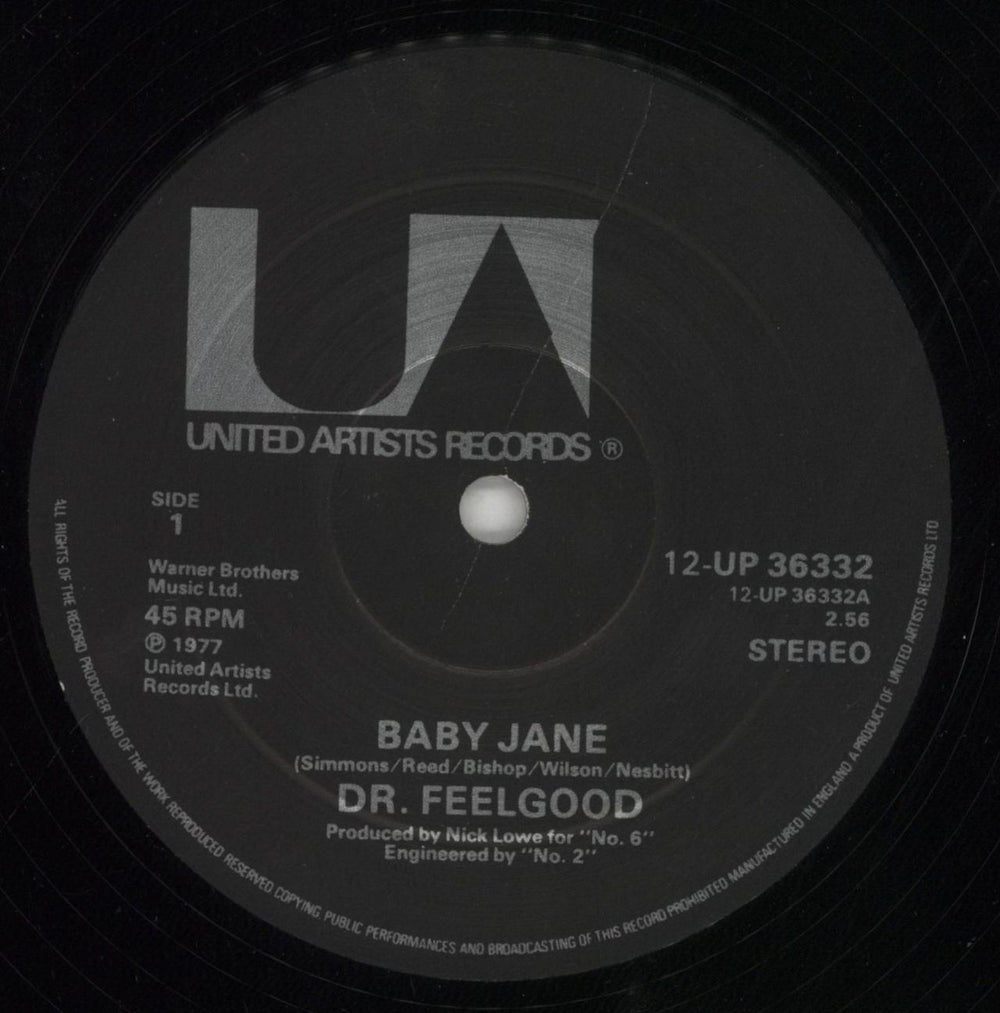 UA
UNITED ARTISTS RECORDS ®
SIDE
1
Warner Brothers
Music Ltd.
45 RPM
Ⓟ 1977
United Artists
Records Ltd.
12-UP 36332
12-UP 36332A
2.56
STEREO
BABY JANE
(Simmons/Reed/Bishop/Wilson/Nesbitt)
DR. FEELGOOD
Produced by Nick Lowe for "No. 6"
Engineered by "No. 2"
ALL RIGHTS OF THE RECORD PRODUCER AND OF THE WORK REPRODUCED RESERVED COPYING PUBLIC PERFORMANCES AND BROADCASTING OF THIS RECORD PROHIBITED MANUFACTURED IN ENGLAND A PRODUCT OF UNITED ARTISTS RECORDS LTD